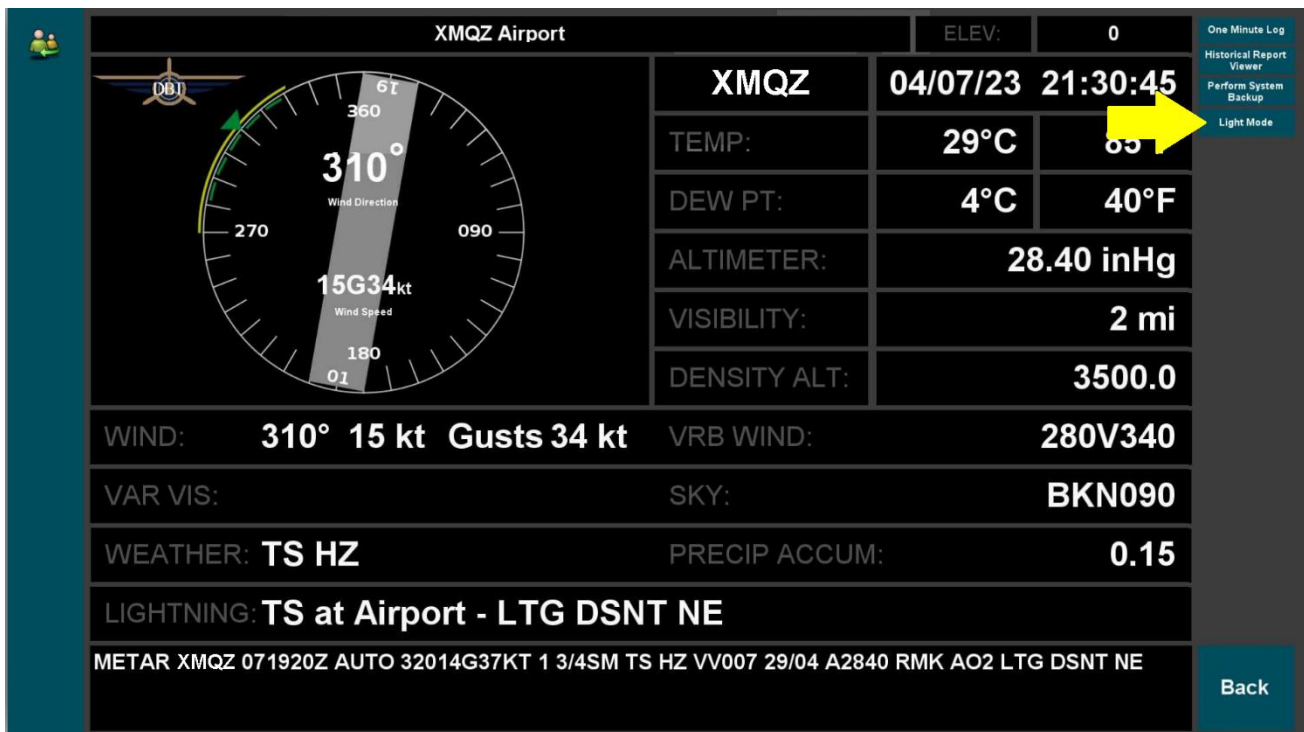 XMQZ Airport
ELEV:
0
One Minute Log
Historical Report
Viewer
Perform System
Backup
Light Mode
DBT
19
360
310°
Wind Direction
270
090
15G34kt
Wind Speed
180
01
XMQZ
04/07/23 21:30:45
TEMP:
29°C
DEW PT:
4°C
40°F
ALTIMETER:
28.40 inHg
VISIBILITY:
2 mi
DENSITY ALT:
3500.0
WIND:
310° 15 kt Gusts 34 kt
VRB WIND:
280V340
VAR VIS:
SKY:
BKN090
WEATHER: TS HZ
PRECIP ACCUM:
0.15
LIGHTNING: TS at Airport - LTG DSNT NE
METAR XMQZ 071920Z AUTO 32014G37KT 1 3/4SM TS HZ VV007 29/04 A2840 RMK AO2 LTG DSNT NE
Back